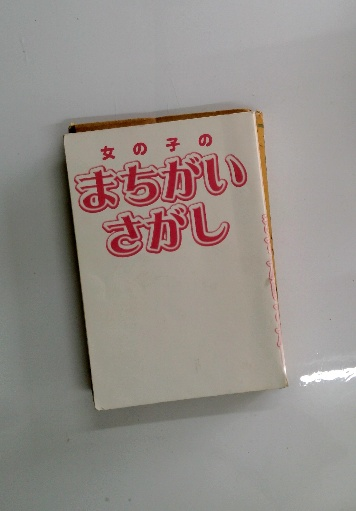 女の子の
まちがい
さがし